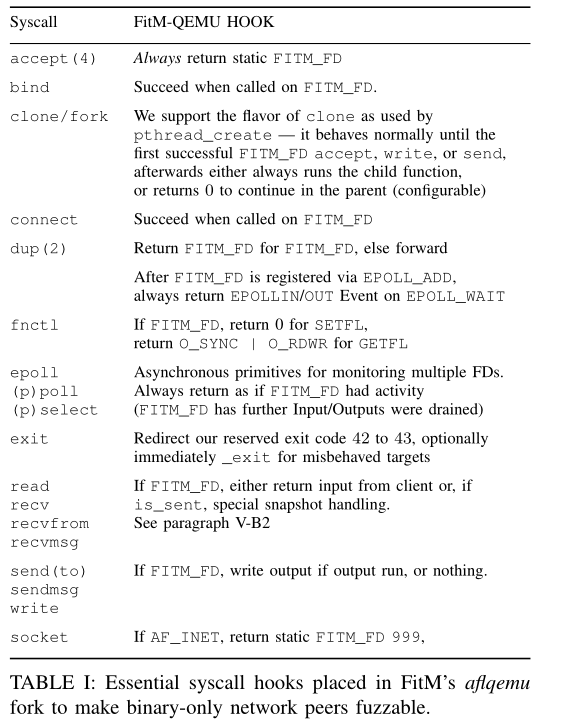 Syscall FitM-QEMU HOOK
accept(4) Always return static FITM_FD
bind Succeed when called on FITM_FD.
clone/fork We support the flavor of clone as used by
pthread_create — it behaves normally until the
first successful FITM_FD accept, write, or send,
afterwards either always runs the child function,
or returns 0 to continue in the parent (configurable)
connect Succeed when called on FITM_FD
dup(2) Return FITM_FD for FITM_FD, else forward
After FITM_FD is registered via EPOLL_ADD,
always return EPOLLIN/OUT Event on EPOLL_WAIT
fnctl If FITM_FD, return 0 for SETFL,
return O_SYNC | O_RDWR for GETFL
epoll Asynchronous primitives for monitoring multiple FDs.
(p)poll Always return as if FITM_FD had activity
(p)select (FITM_FD has further Input/Outputs were drained)
exit Redirect our reserved exit code 42 to 43, optionally
immediately _exit for misbehaved targets
read If FITM_FD, either return input from client or, if
recv is_sent, special snapshot handling.
recvfrom See paragraph V-B2
recvmsg
send(to) If FITM_FD, write output if output run, or nothing.
sendmsg
write
socket If AF_INET, return static FITM_FD 999,
TABLE I: Essential syscall hooks placed in FitM's aflqemu
fork to make binary-only network peers fuzzable.